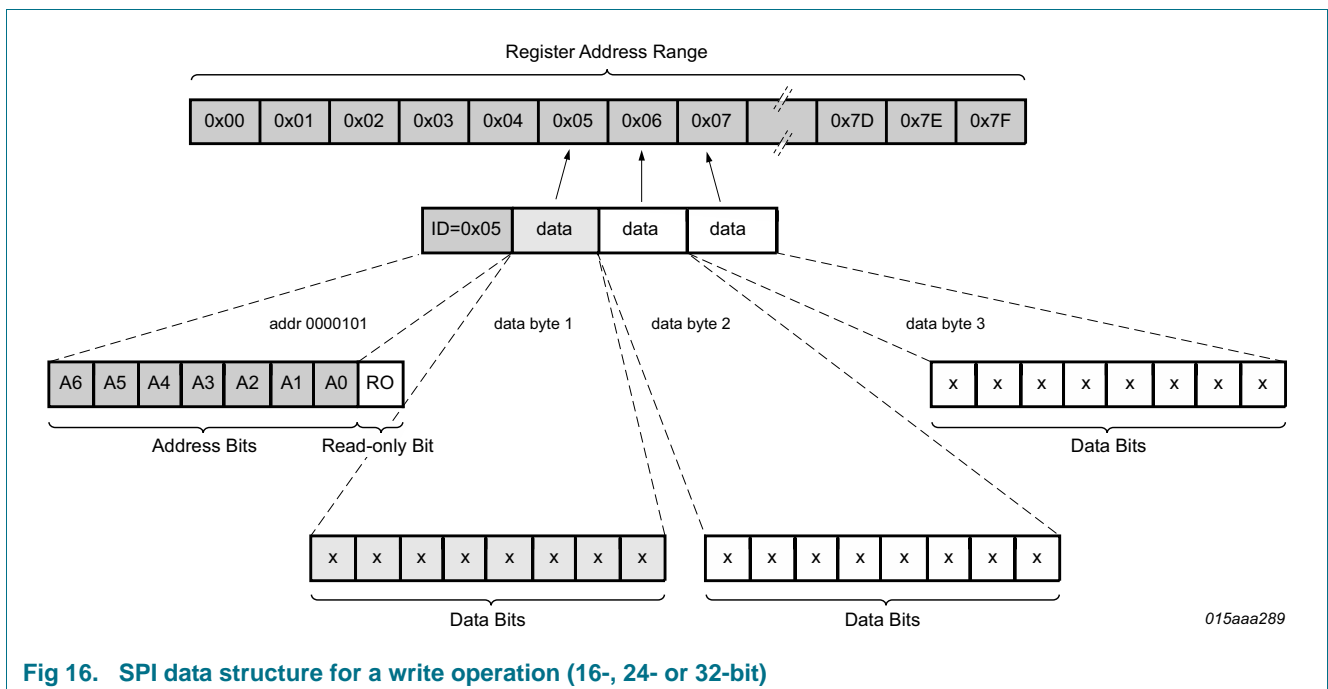 Register Address Range
0x00 0x01 0x02 0x03 0x04 0x05 0x06 0x07 0x7D 0x7E 0x7F
ID=0x05 data data data
addr 0000101 data byte 1 data byte 2 data byte 3
A6 A5 A4 A3 A2 A1 A0 RO x x x x x x x x
Address Bits Read-only Bit Data Bits
x x x x x x x x x x x x x x x x
Data Bits Data Bits 015aaa289
Fig 16. SPI data structure for a write operation (16-, 24- or 32-bit)